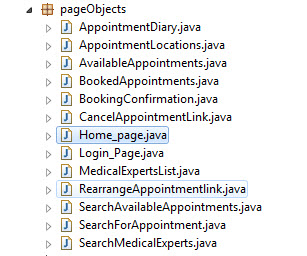 pageObjects
AppointmentDiary.java
AppointmentLocations.java
AvailableAppointments.java
BookedAppointments.java
BookingConfirmation.java
CancelAppointmentLink.java
Home_page.java
Login_Page.java
MedicalExpertsList.java
RearrangeAppointmentlink.java
SearchAvailableAppointments.java
SearchForAppointment.java
SearchMedicalExperts.java